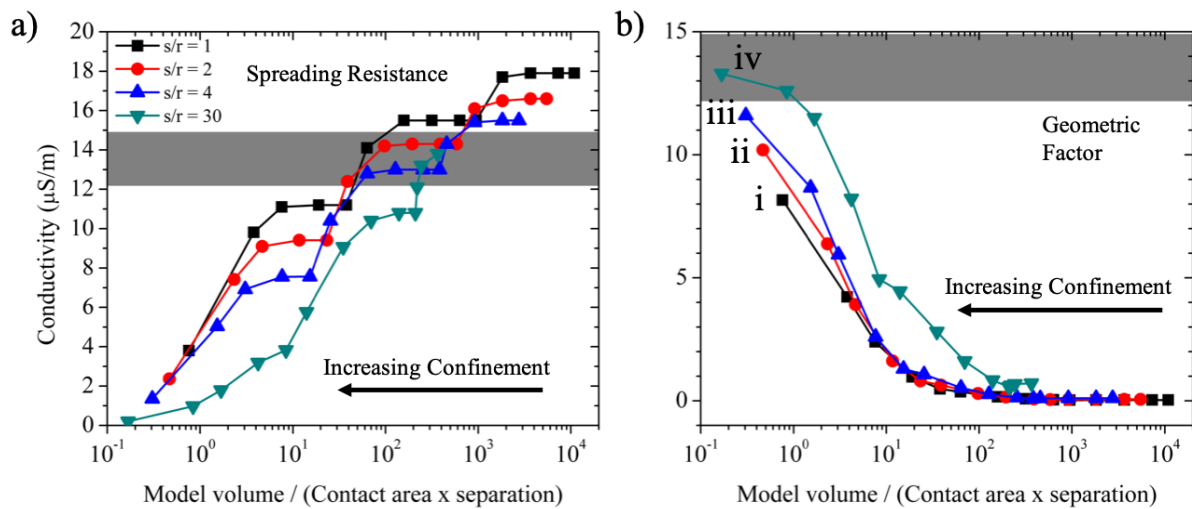 a)
20
18
16
14
12
10
8
6
4
2
0
Conductivity (μS/m)
s/r = 1
s/r = 2
s/r = 4
s/r = 30
Spreading Resistance
Increasing Confinement
10-1
100
101
102
103
104
Model volume / (Contact area x separation)
b)
15
10
5
0
iv
iii
ii
i
Geometric
Factor
Increasing Confinement
10-1
100
101
102
103
104
Model volume / (Contact area x separation)